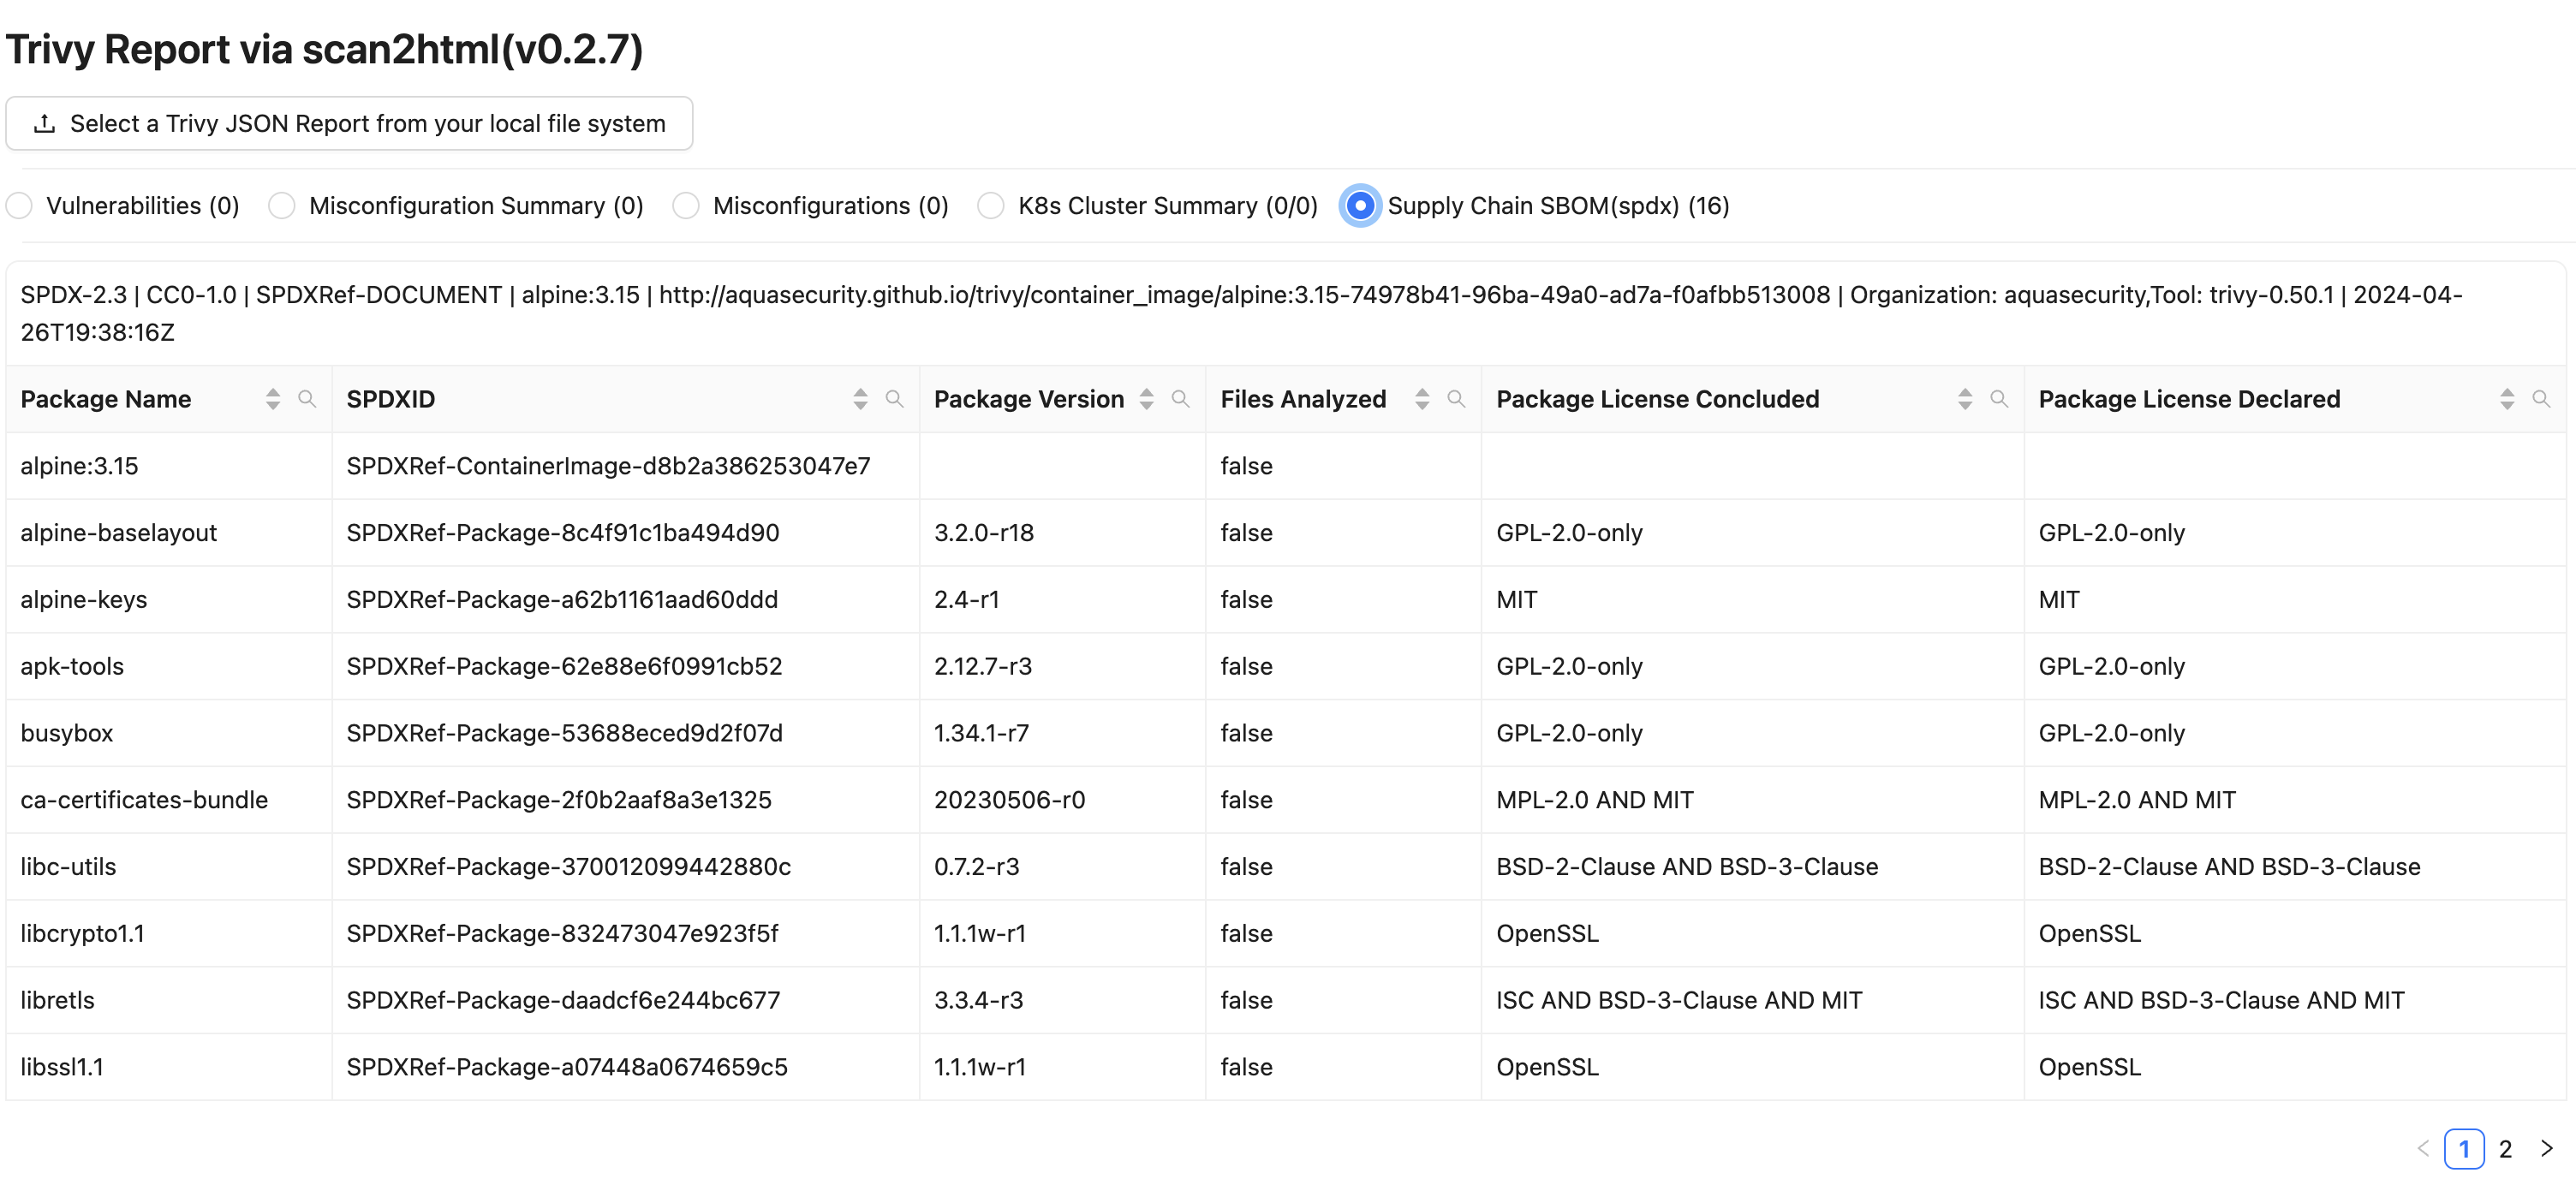 Trivy Report via scan2html(v0.2.7)
Select a Trivy JSON Report from your local file system
Vulnerabilities (0) Misconfiguration Summary (0) Misconfigurations (0) K8s Cluster Summary (0/0) Supply Chain SBOM(spdx) (16)
SPDX-2.3 | CC0-1.0 | SPDXRef-DOCUMENT | alpine:3.15 | http://aquasecurity.github.io/trivy/container_image/alpine:3.15-74978b41-96ba-49a0-ad7a-f0afbb513008 | Organization: aquasecurity,Tool: trivy-0.50.1 | 2024-04-
26T19:38:16Z
Package Name SPDXID Package Version Files Analyzed Package License Concluded Package License Declared
alpine:3.15 SPDXRef-ContainerImage-d8b2a386253047e7 false
alpine-baselayout SPDXRef-Package-8c4f91c1ba494d90 3.2.0-r18 false GPL-2.0-only GPL-2.0-only
alpine-keys SPDXRef-Package-a62b1161aad60ddd 2.4-r1 false MIT MIT
apk-tools SPDXRef-Package-62e88e6f0991cb52 2.12.7-r3 false GPL-2.0-only GPL-2.0-only
busybox SPDXRef-Package-53688eced9d2f07d 1.34.1-r7 false GPL-2.0-only GPL-2.0-only
ca-certificates-bundle SPDXRef-Package-2f0b2aaf8a3e1325 20230506-r0 false MPL-2.0 AND MIT MPL-2.0 AND MIT
libc-utils SPDXRef-Package-370012099442880c 0.7.2-r3 false BSD-2-Clause AND BSD-3-Clause BSD-2-Clause AND BSD-3-Clause
libcrypto1.1 SPDXRef-Package-832473047e923f5f 1.1.1w-r1 false OpenSSL OpenSSL
libretls SPDXRef-Package-daadcf6e244bc677 3.3.4-r3 false ISC AND BSD-3-Clause AND MIT ISC AND BSD-3-Clause AND MIT
libssl1.1 SPDXRef-Package-a07448a0674659c5 1.1.1w-r1 false OpenSSL OpenSSL
1 2